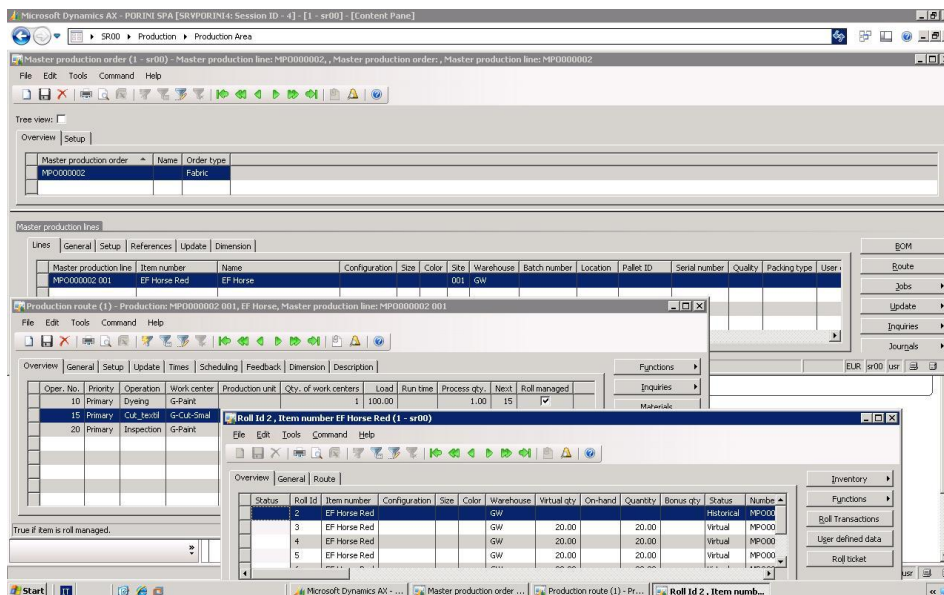 Microsoft Dynamics AX - PORINI SPA [SRVPORINI4: Session ID - 4] - [1 - sr00] - [Content Pane]
SR00 Production Production Area
Master production order (1 - sr00) - Master production line: MPO000002, , Master production order: , Master production line: MPO000002
File Edit Tools Command Help
Tree view:
Overview Setup
Master production order Name Order type
MPO000002 Fabric
Master production lines
Lines General Setup References Update Dimension
BOM
Master production line Item number Name Configuration Size Color Site Warehouse Batch number Location Pallet ID Serial number Quality Packing type User
Route
MPO000002 001 EF Horse Red EF Horse 001 GW
Jobs
Update
Inquiries
Journals
EUR sr00 usr
Production route (1) - Production: MPO000002 001, EF Horse, Master production line: MPO000002 001
File Edit Tools Command Help
Overview General Setup Update Times Scheduling Feedback Dimension Description
Functions
Oper. No. Priority Operation Work center Production unit Qty. of work centers Load Run time Process qty. Next Roll managed
Inquiries
10 Primary Dyeing G-Paint 1 100.00 1.00 15
Materials
15 Primary Cut_textil G-Cut-Smal
20 Primary Inspection G-Paint
True if item is roll managed.
Roll Id 2 , Item number EF Horse Red (1 - sr00)
File Edit Tools Command Help
Overview General Route
Inventory
Functions
Roll Transactions
User defined data
Roll ticket
Status Roll Id Item number Configuration Size Color Warehouse Virtual qty On-hand Quantity Bonus qty Status Numbe
2 EF Horse Red GW Historical MPO00
3 EF Horse Red GW 20.00 20.00 Virtual MPO00
4 EF Horse Red GW 20.00 20.00 Virtual MPO00
5 EF Horse Red GW 20.00 20.00 Virtual MPO00
usr
Start IT Microsoft Dynamics AX - ... Master production order ... Production route (1) - Pr... Roll Id 2 , Item numb...